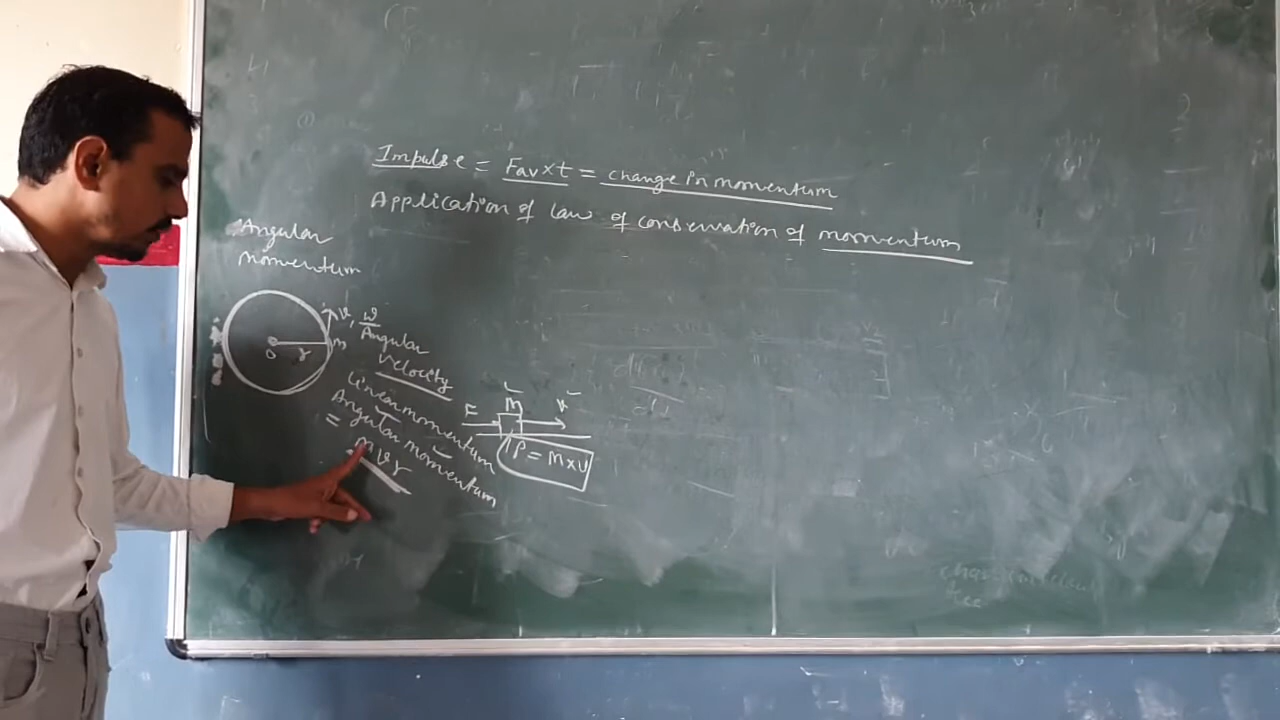 Impulse = Fav×t = change in momentum
Application of law of conservation of momentum
Angular
momentum
v, ω
Angular
velocity
m
o
r
Linear momentum
Angular momentum
= mvr
F
M
v
P = M×v